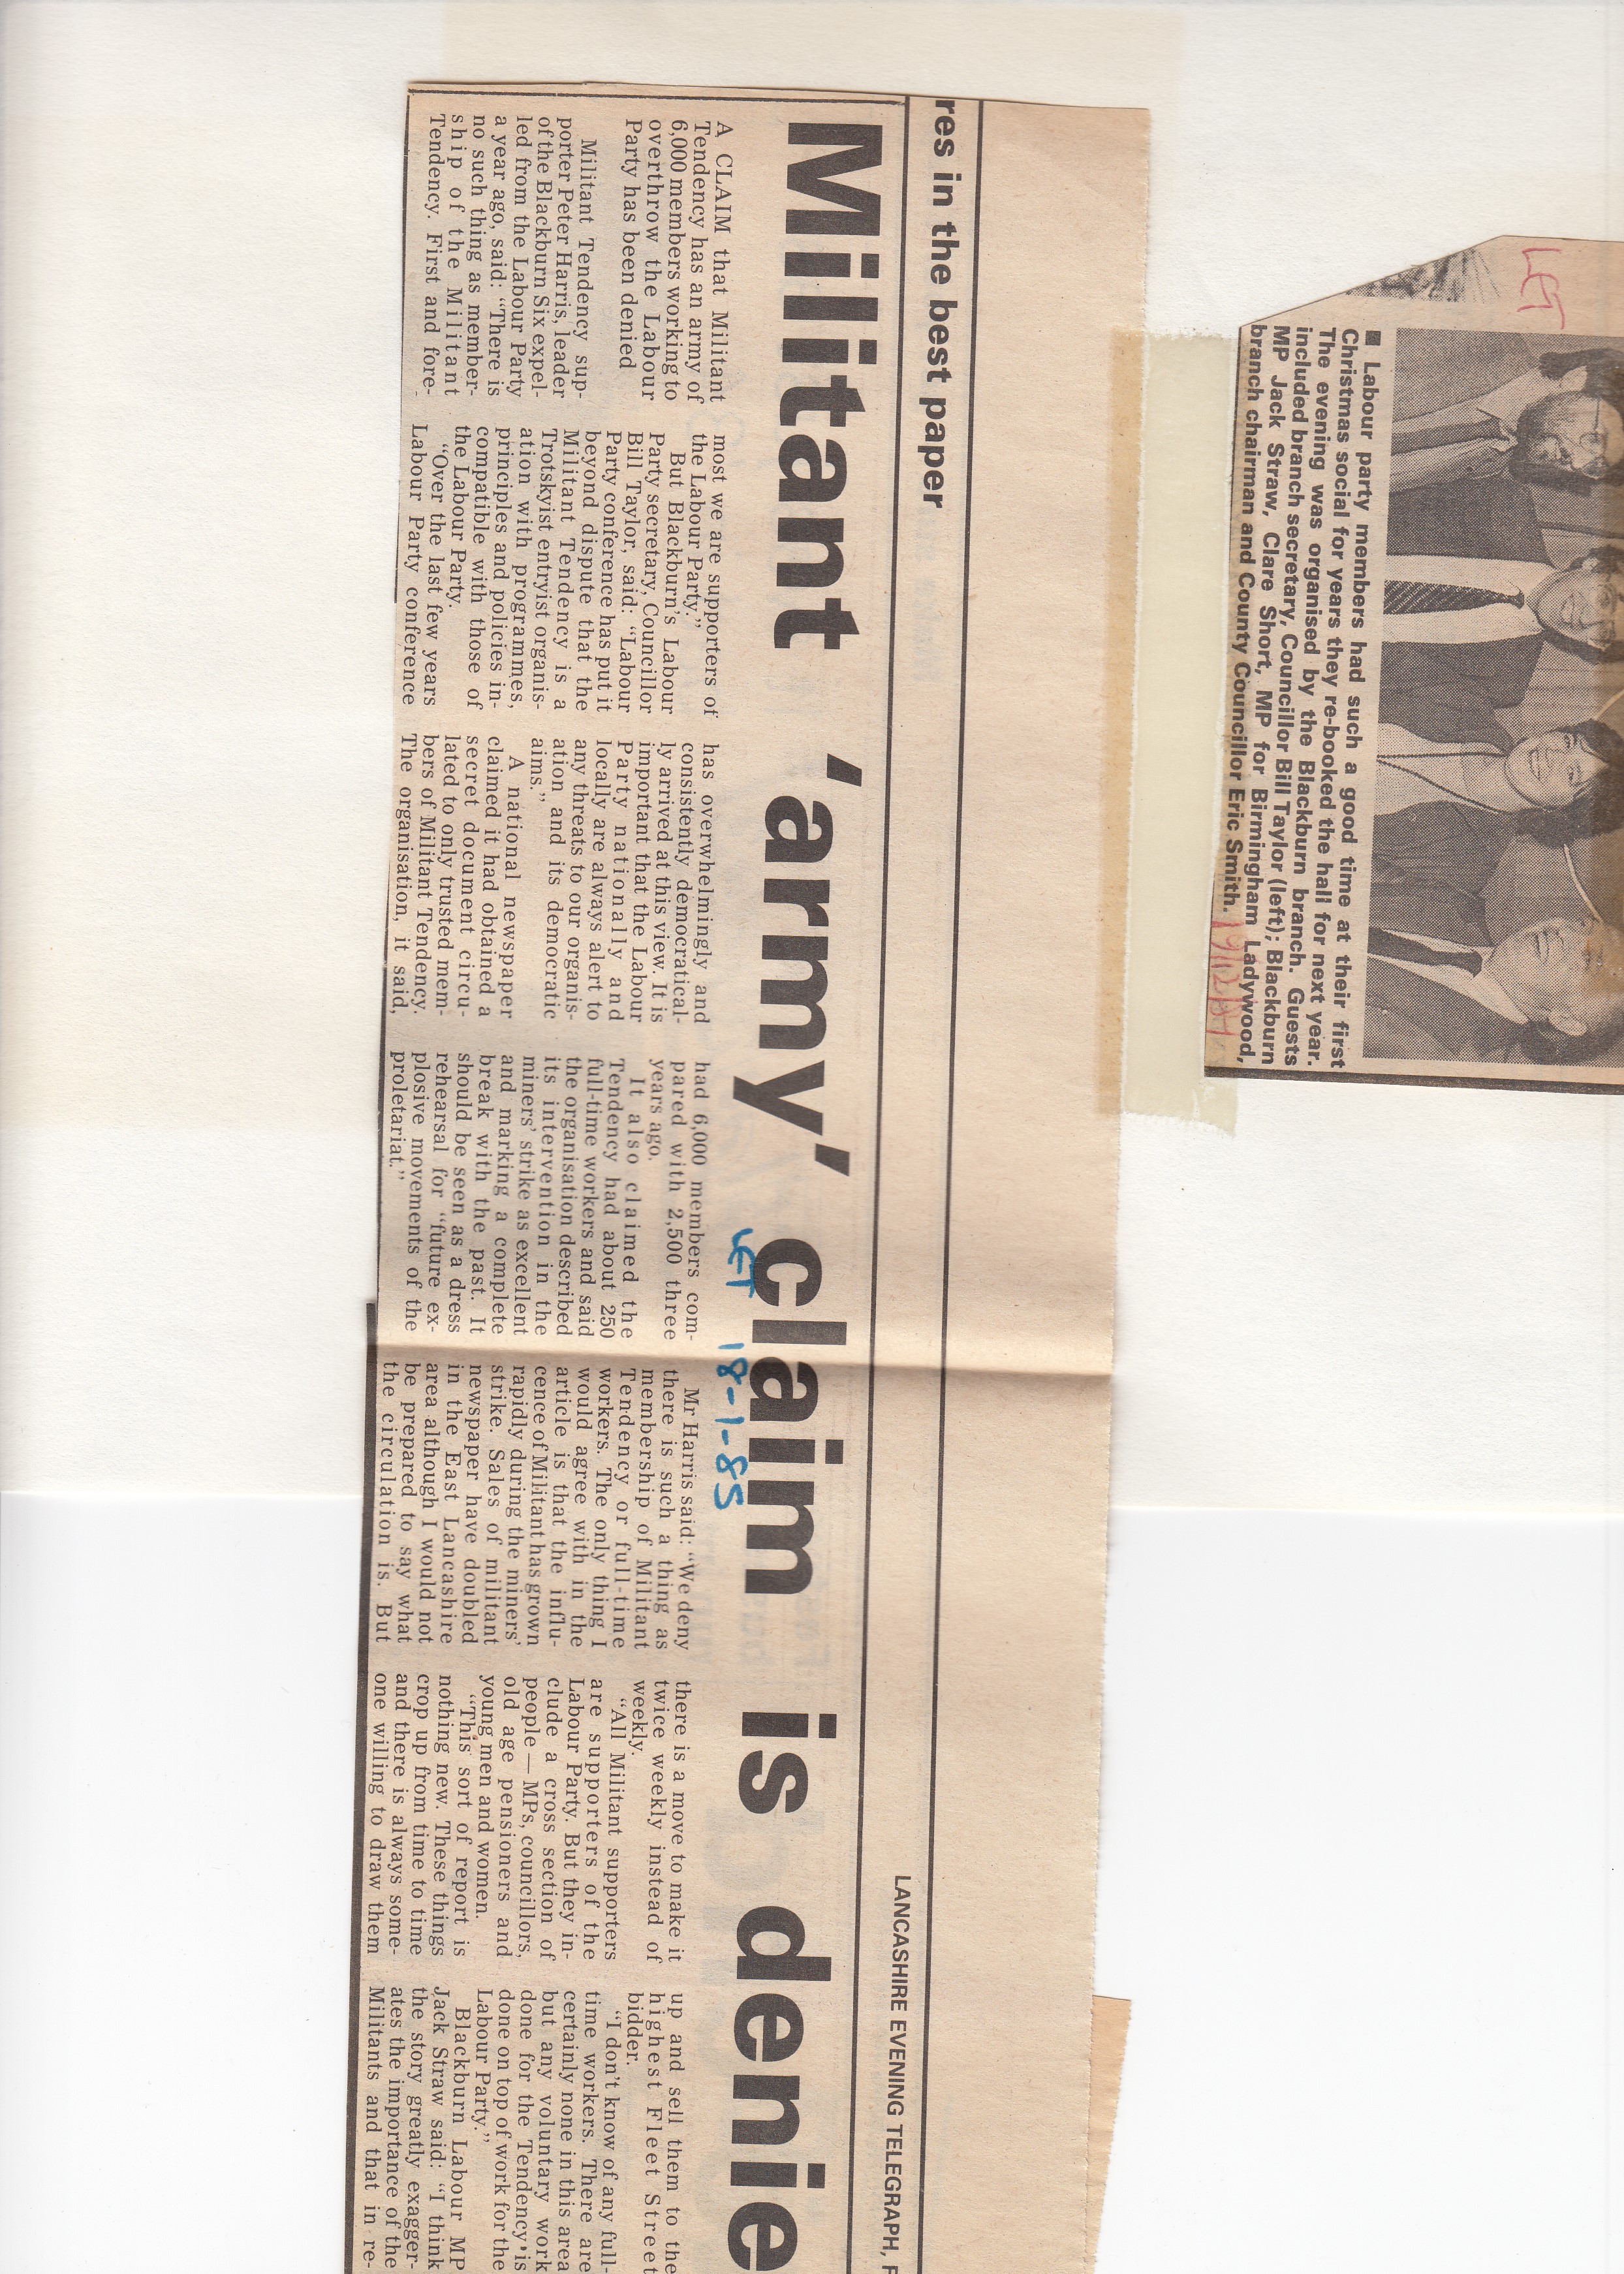 LET
■ Labour party members had such a good time at their first
Christmas social for years they re-booked the hall for next year.
The evening was organised by the Blackburn branch. Guests
included branch secretary, Councillor Bill Taylor (left); Blackburn
MP Jack Straw, Clare Short, MP for Birmingham Ladywood,
branch chairman and County Councillor Eric Smith.
19/12/84
res in the best paper
LANCASHIRE EVENING TELEGRAPH, F
Militant ‘army’ claim is denie
LET 18-1-85
A CLAIM that Militant
Tendency has an army of
6,000 members working to
overthrow the Labour
Party has been denied
Militant Tendency sup-
porter Peter Harris, leader
of the Blackburn Six expel-
led from the Labour Party
a year ago, said: “There is
no such thing as member-
ship of the Militant
Tendency. First and fore-
most we are supporters of
the Labour Party.”
But Blackburn’s Labour
Party secretary, Councillor
Bill Taylor, said: “Labour
Party conference has put it
beyond dispute that the
Militant Tendency is a
Trotskyist entryist organis-
ation with programmes,
principles and policies in-
compatible with those of
the Labour Party.
“Over the last few years
Labour Party conference
has overwhelmingly and
consistently democratical-
ly arrived at this view. It is
important that the Labour
Party nationally and
locally are always alert to
any threats to our organis-
ation and its democratic
aims.”
A national newspaper
claimed it had obtained a
secret document circu-
lated to only trusted mem-
bers of Militant Tendency.
The organisation, it said,
had 6,000 members com-
pared with 2,500 three
years ago.
It also claimed the
Tendency had about 250
full-time workers and said
the organisation described
its intervention in the
miners’ strike as excellent
and marking a complete
break with the past. It
should be seen as a dress
rehearsal for “future ex-
plosive movements of the
proletariat.”
Mr Harris said: “We deny
there is such a thing as
membership of Militant
Tendency or full-time
workers. The only thing I
would agree with in the
article is that the influ-
cence of Militant has grown
rapidly during the miners’
strike. Sales of militant
newspaper have doubled
in the East Lancashire
area although I would not
be prepared to say what
the circulation is. But
there is a move to make it
twice weekly instead of
weekly.
“All Militant supporters
are supporters of the
Labour Party. But they in-
clude a cross section of
people — MPs, councillors,
old age pensioners and
young men and women.
“This sort of report is
nothing new. These things
crop up from time to time
and there is always some-
one willing to draw them
up and sell them to the
highest Fleet Street
bidder.
“I don’t know of any full-
time workers. There are
certainly none in this area
but any voluntary work
done for the Tendency is
done on top of work for the
Labour Party.”
Blackburn Labour MP
Jack Straw said: “I think
the story greatly exagger-
ates the importance of the
Militants and that in re-